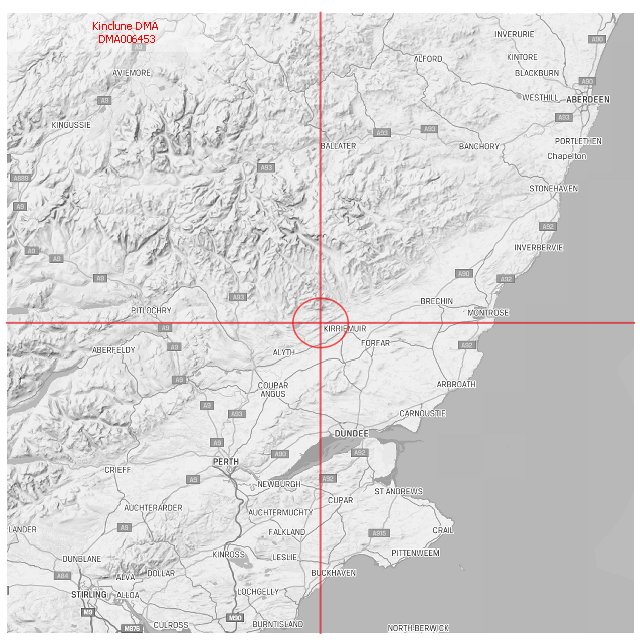 Kinclune DMA
DMA006453
INVERURIE
A90
KINTORE
ALFORD
BLACKBURN
AVIEMORE
A90
WESTHILL
ABERDEEN
A9
A93
KINGUSSIE
A93
A93
PORTLETHEN
BALLATER
BANCHORY
Chapelton
A93
A889
STONEHAVEN
A9
A92
INVERBERVIE
A9
A9
A90
A9
A92
A93
BRECHIN
PITLOCHRY
MONTROSE
A9
KIRRIEMUIR
FORFAR
A92
ABERFELDY
A9
ALYTH
A9
COUPAR
ANGUS
ARBROATH
A9
A93
CARNOUSTIE
DUNDEE
A9
A90
A92
PERTH
CRIEFF
A9
A92
NEWBURGH
ST ANDREWS
CUPAR
AUCHTERARDER
AUCHTERMUCHTY
A9
FALKLAND
A915
CRAIL
LANDER
KINROSS
LESLIE
PITTENWEEM
DUNBLANE
DOLLAR
BUCKHAVEN
A84
ALVA
STIRLING
ALLOA
LOCHGELLY
M9
M90
CULROSS
BURNTISLAND
M876
NORTH BERWICK